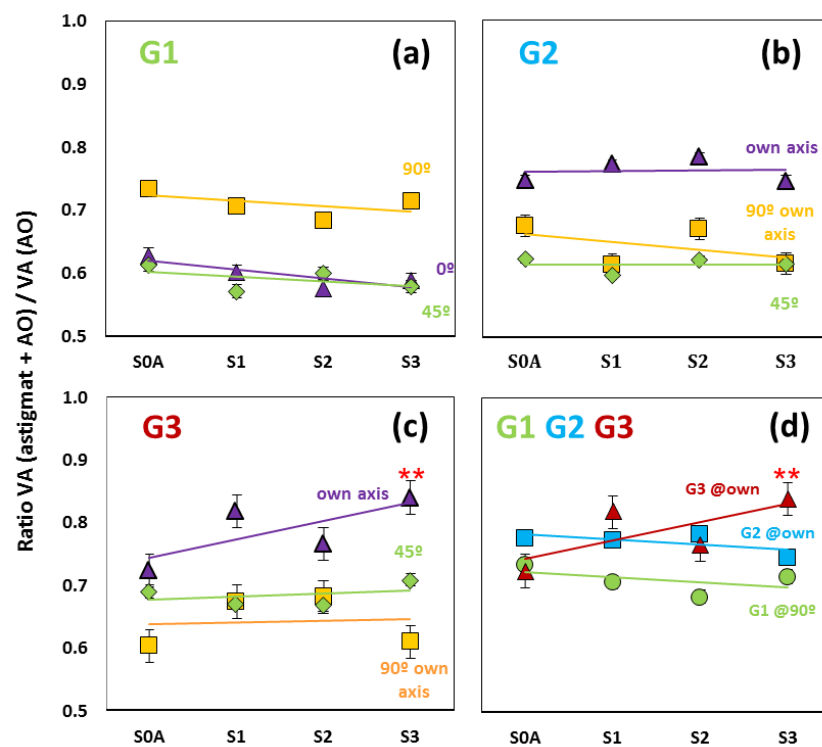 Ratio VA (astigmat + AO) / VA (AO)
1.0
0.9
0.8
0.7
0.6
0.5
G1
(a)
90º
0º
45º
S0A S1 S2 S3
G2
(b)
own axis
90º own
axis
45º
S0A S1 S2 S3
1.0
0.9
0.8
0.7
0.6
0.5
G3
(c)
**
own axis
45º
90º own
axis
S0A S1 S2 S3
G1 G2 G3
(d)
**
G3 @own
G2 @own
G1 @90º
S0A S1 S2 S3